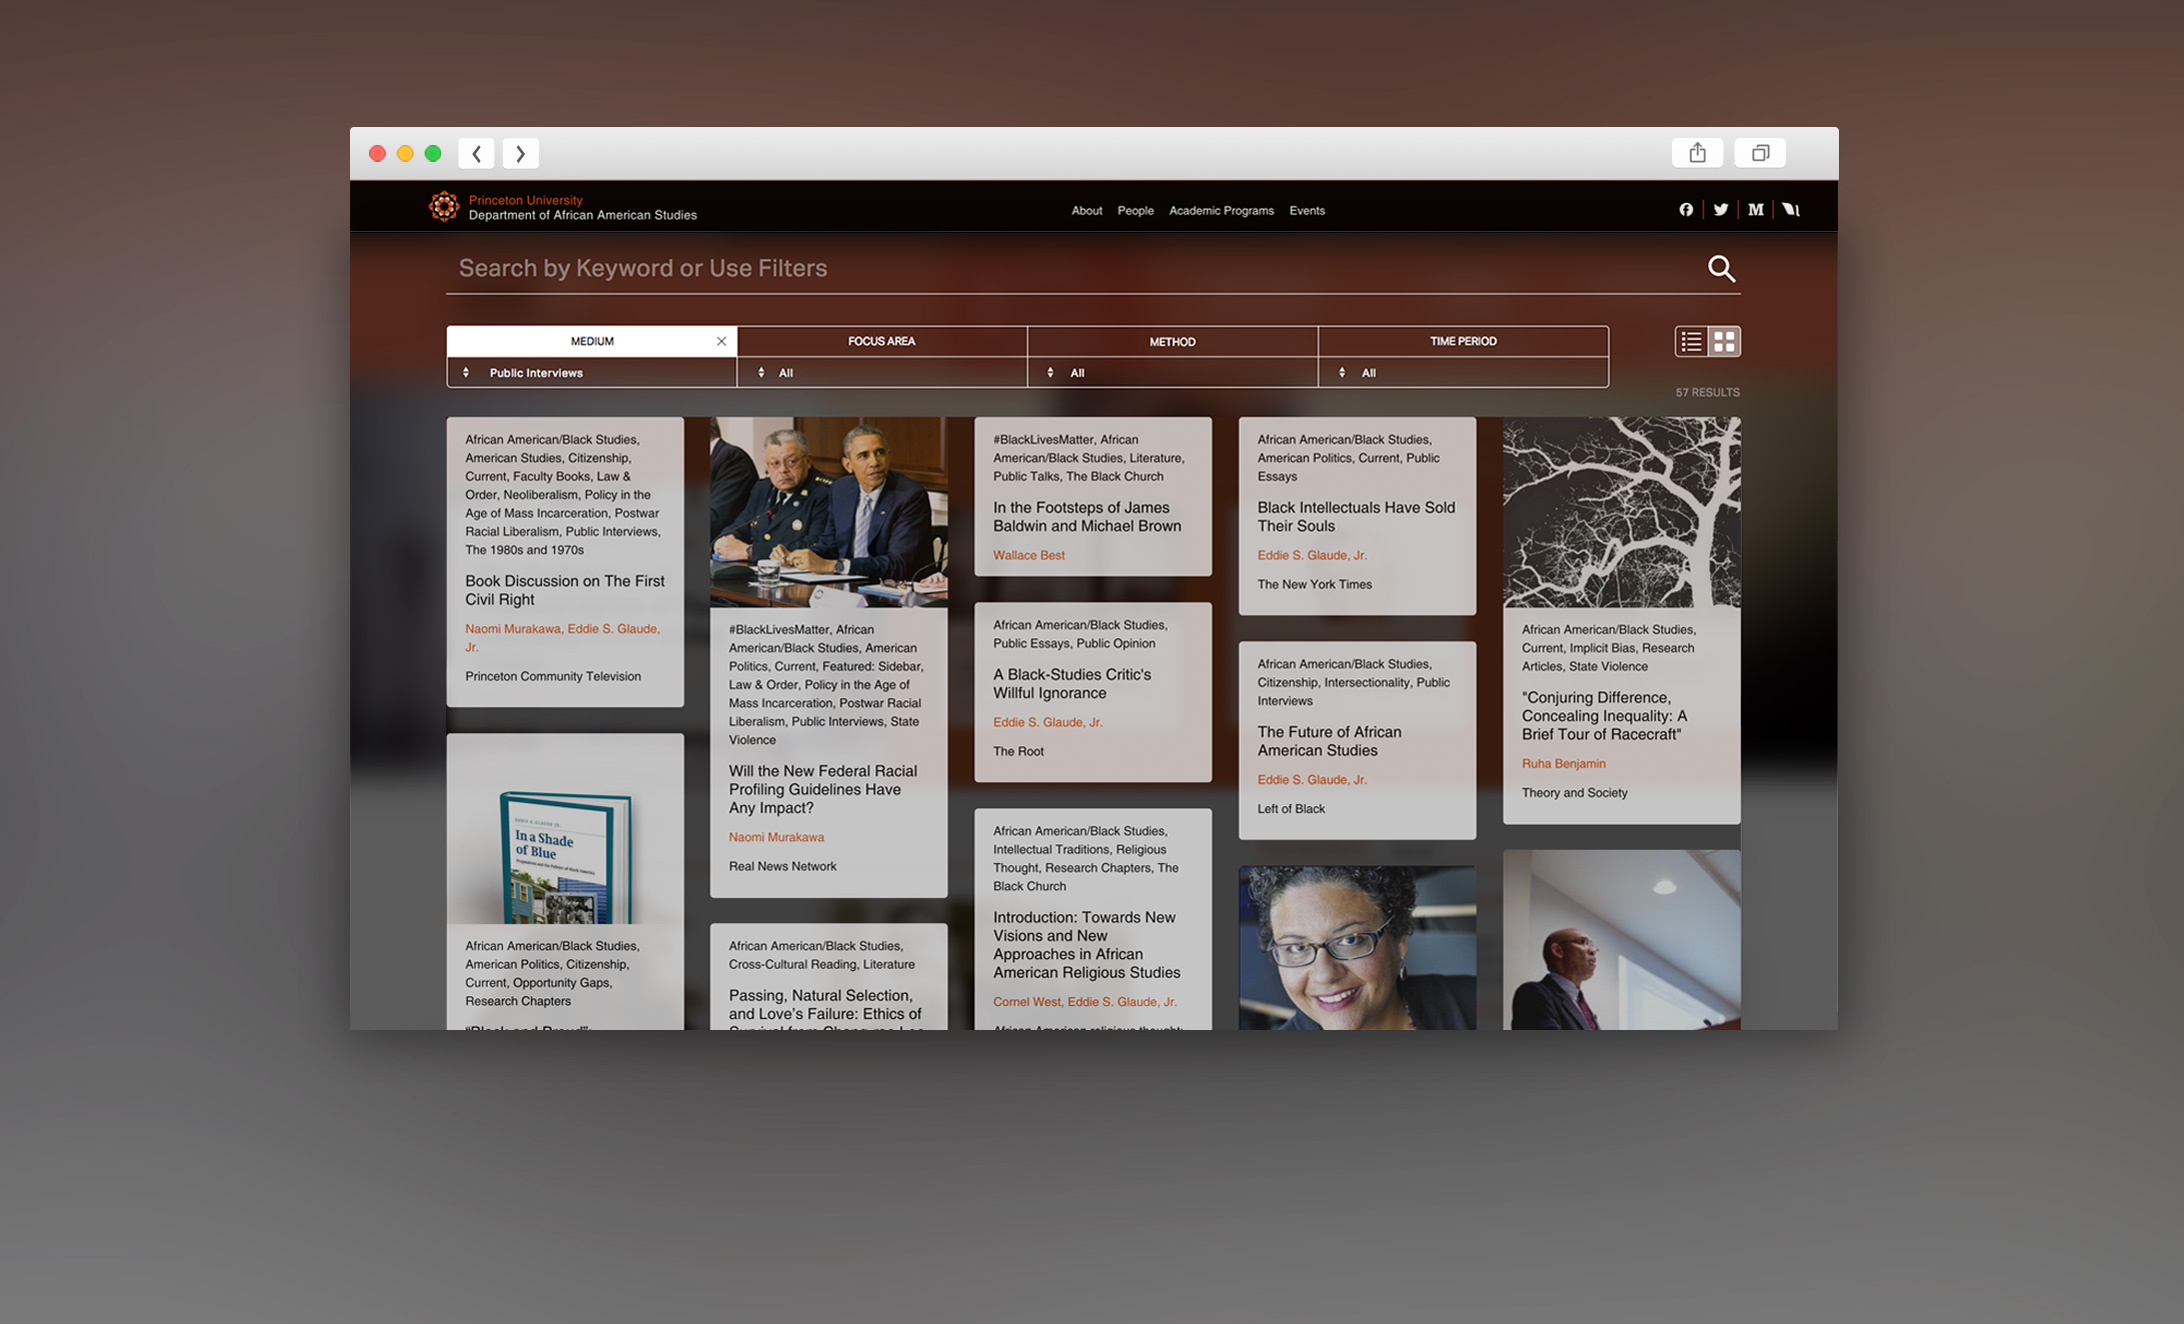 Princeton University
Department of African American Studies
About People Academic Programs Events
Search by Keyword or Use Filters
MEDIUM FOCUS AREA METHOD TIME PERIOD
Public Interviews All All All
57 RESULTS
African American/Black Studies,
American Studies, Citizenship,
Current, Faculty Books, Law &
Order, Neoliberalism, Policy in the
Age of Mass Incarceration, Postwar
Racial Liberalism, Public Interviews,
The 1980s and 1970s
Book Discussion on The First
Civil Right
Naomi Murakawa, Eddie S. Glaude,
Jr.
Princeton Community Television
In a Shade
of Blue
African American/Black Studies,
American Politics, Citizenship,
Current, Opportunity Gaps,
Research Chapters
"Black and Proud":
#BlackLivesMatter, African
American/Black Studies, American
Politics, Current, Featured: Sidebar,
Law & Order, Policy in the Age of
Mass Incarceration, Postwar Racial
Liberalism, Public Interviews, State
Violence
Will the New Federal Racial
Profiling Guidelines Have
Any Impact?
Naomi Murakawa
Real News Network
African American/Black Studies,
Cross-Cultural Reading, Literature
Passing, Natural Selection,
and Love's Failure: Ethics of
Survival from Chang-rae Lee
#BlackLivesMatter, African
American/Black Studies, Literature,
Public Talks, The Black Church
In the Footsteps of James
Baldwin and Michael Brown
Wallace Best
African American/Black Studies,
Public Essays, Public Opinion
A Black-Studies Critic's
Willful Ignorance
Eddie S. Glaude, Jr.
The Root
African American/Black Studies,
Intellectual Traditions, Religious
Thought, Research Chapters, The
Black Church
Introduction: Towards New
Visions and New
Approaches in African
American Religious Studies
Cornel West, Eddie S. Glaude, Jr.
African American religious thought:
African American/Black Studies,
American Politics, Current, Public
Essays
Black Intellectuals Have Sold
Their Souls
Eddie S. Glaude, Jr.
The New York Times
African American/Black Studies,
Citizenship, Intersectionality, Public
Interviews
The Future of African
American Studies
Eddie S. Glaude, Jr.
Left of Black
African American/Black Studies,
Current, Implicit Bias, Research
Articles, State Violence
"Conjuring Difference,
Concealing Inequality: A
Brief Tour of Racecraft"
Ruha Benjamin
Theory and Society